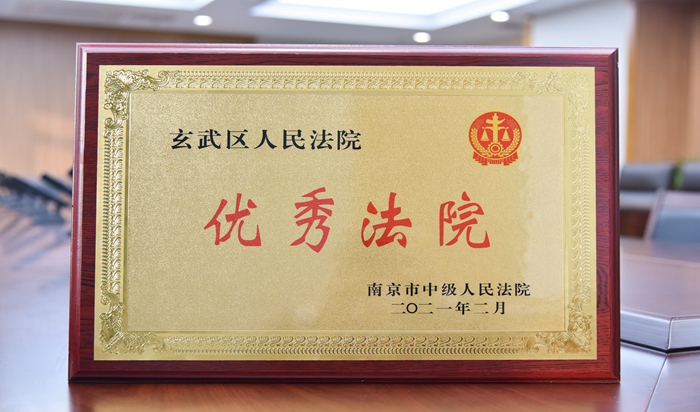 玄武区人民法院
优秀法院
南京市中级人民法院
二〇二一年二月